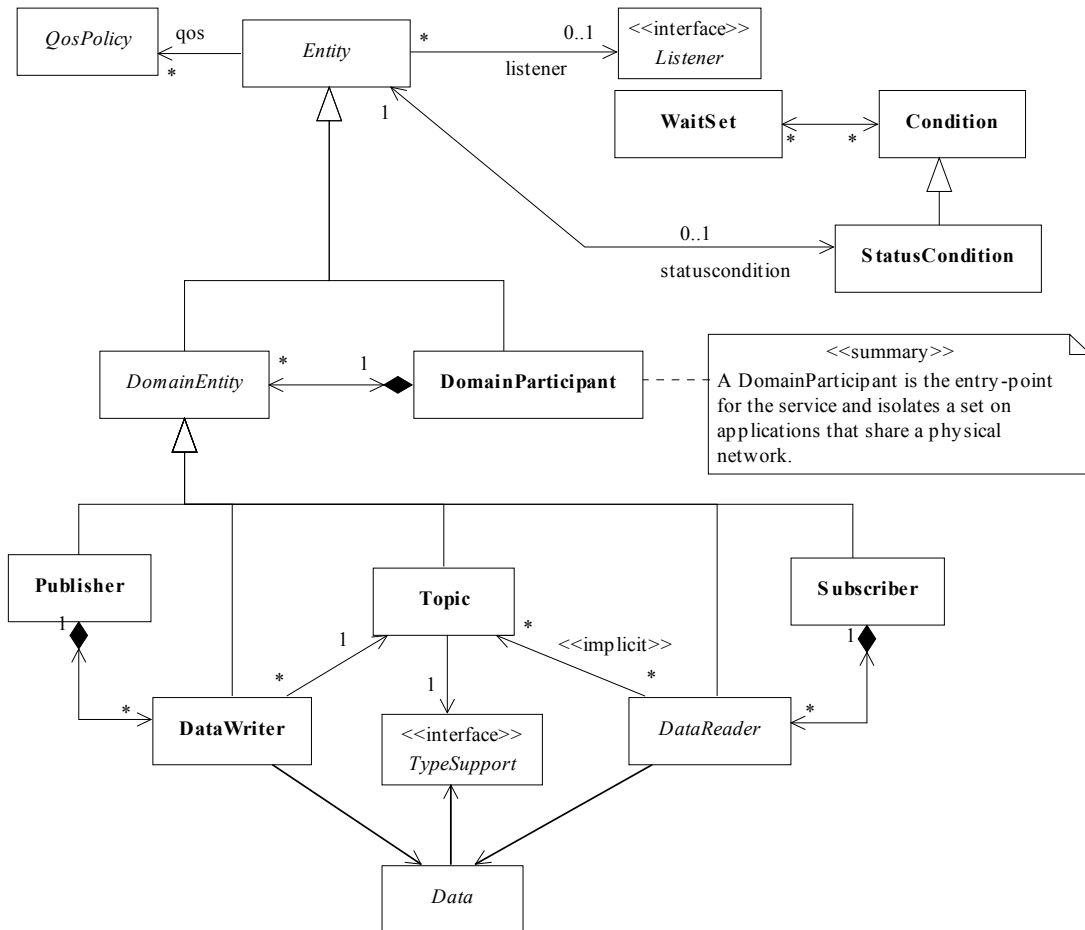 QosPolicy
qos
*
Entity
*
0..1
listener
<<interface>>
Listener
1
WaitSet
*
*
Condition
0..1
statuscondition
StatusCondition
DomainEntity
*
1
DomainParticipant
<<summary>>
A DomainParticipant is the entry-point
for the service and isolates a set on
applications that share a physical
network.
Publisher
1
Topic
Subscriber
1
1
*
<<implicit>>
*
*
1
*
DataWriter
<<interface>>
TypeSupport
DataReader
*
Data